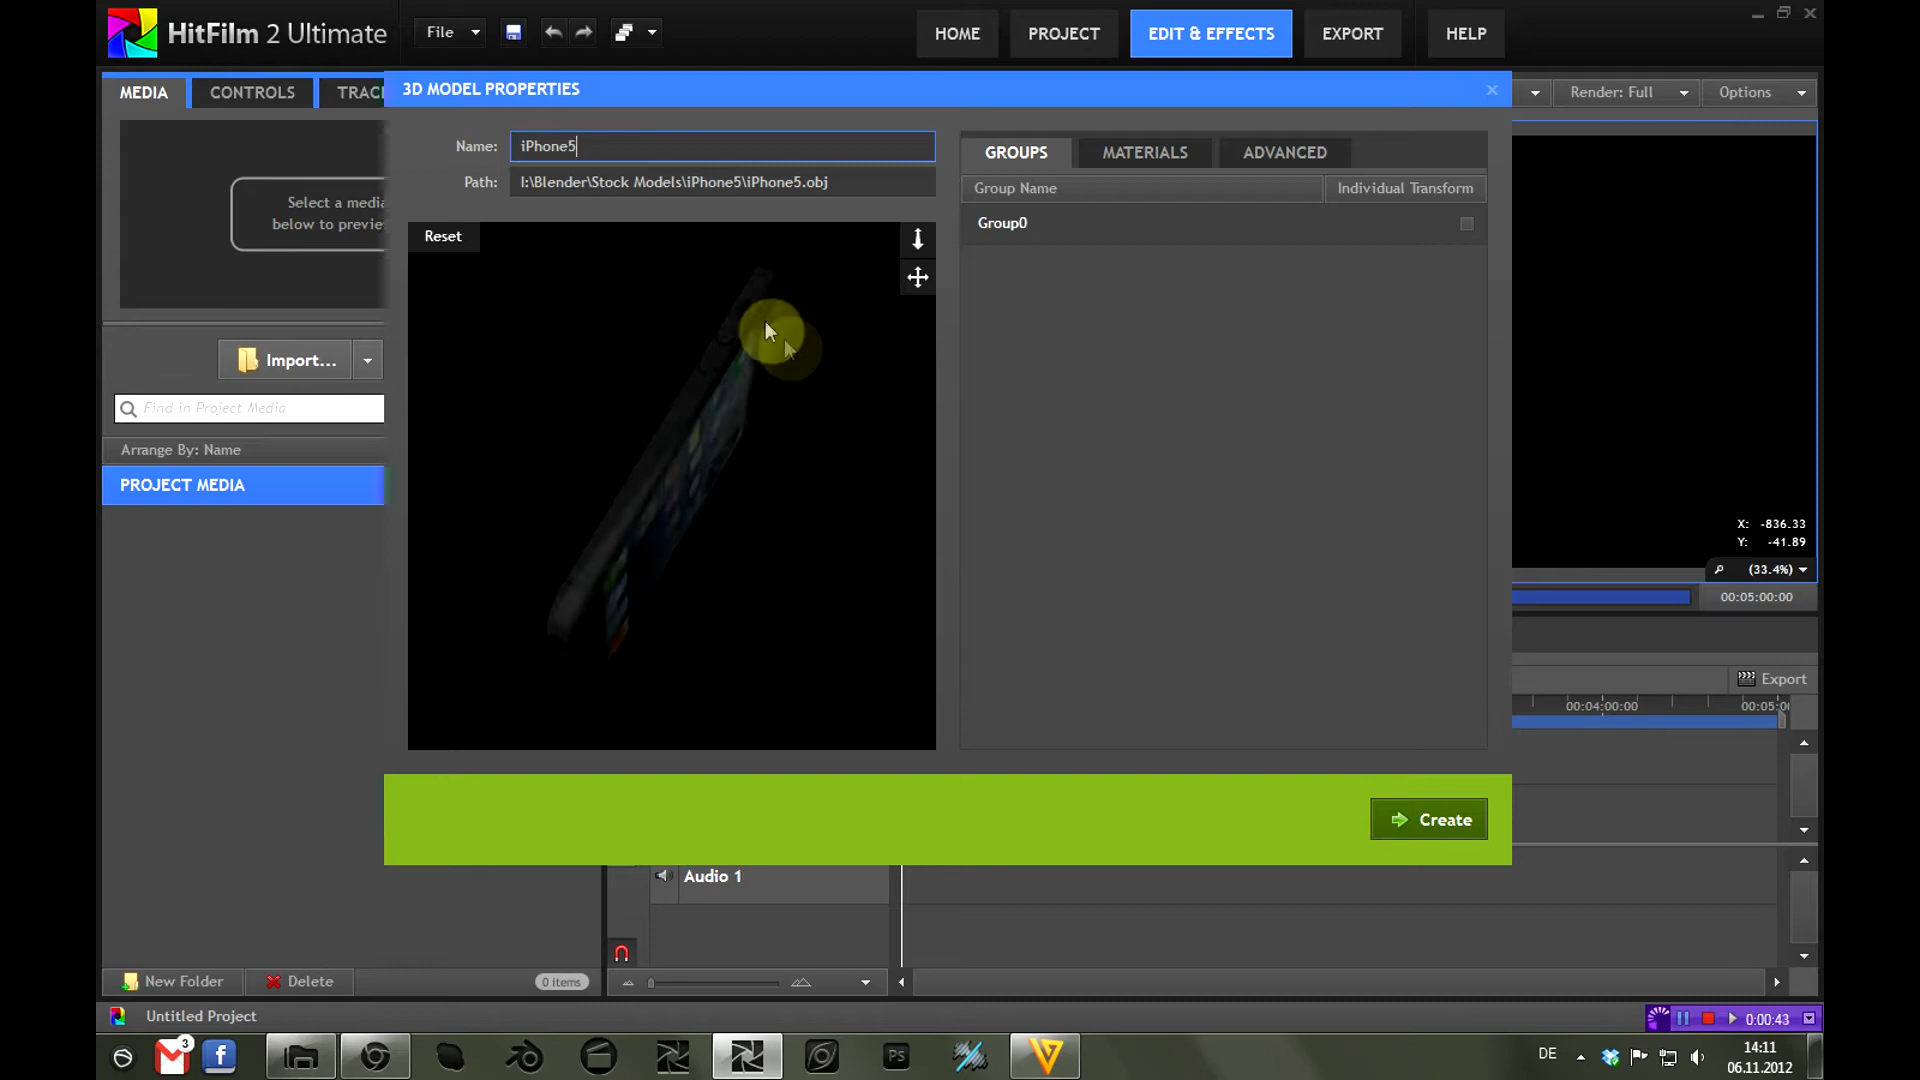 HitFilm 2 Ultimate
File
HOME
PROJECT
EDIT & EFFECTS
EXPORT
HELP
MEDIA
CONTROLS
TRAC
3D MODEL PROPERTIES
Render: Full
Options
Select a media
below to preview
Name:
iPhone5
Path:
I:\Blender\Stock Models\iPhone5\iPhone5.obj
Reset
GROUPS
MATERIALS
ADVANCED
Group Name
Individual Transform
Group0
Import...
Find in Project Media
Arrange By: Name
PROJECT MEDIA
X: -836.33
Y: -41.89
(33.4%)
00:05:00:00
Export
00:04:00:00
00:05:0
Create
Audio 1
New Folder
Delete
0 items
Untitled Project
0:00:43
3
Ps
DE
14:11
06.11.2012